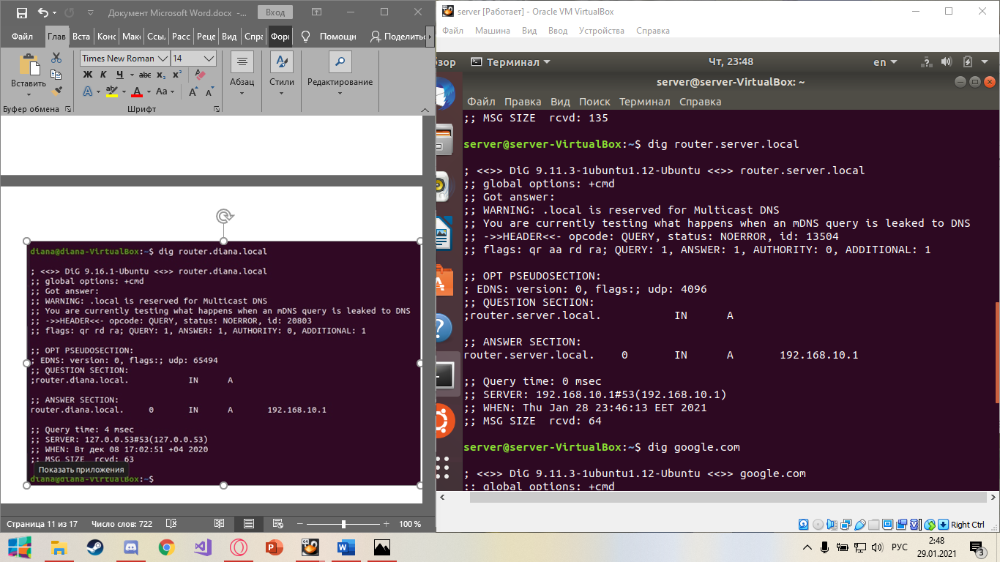 Документ Microsoft Word.docx -
Вход
Файл
Глав
Вста
Конс
Мак
Ссы.
Расс
Реце
Вид
Спра
Форм
Помощн
Поделитьс
Вставить
Times New Roman
14
Ж К Ч abc x₂ x²
Aa
Абзац
Стили
Редактирование
Буфер обмена
Шрифт
diana@diana-VirtualBox:~$ dig router.diana.local
; <<>> DiG 9.16.1-Ubuntu <<>> router.diana.local
;; global options: +cmd
;; Got answer:
;; WARNING: .local is reserved for Multicast DNS
;; You are currently testing what happens when an mDNS query is leaked to DNS
;; ->>HEADER<<- opcode: QUERY, status: NOERROR, id: 20803
;; flags: qr rd ra; QUERY: 1, ANSWER: 1, AUTHORITY: 0, ADDITIONAL: 1
;; OPT PSEUDOSECTION:
; EDNS: version: 0, flags:; udp: 65494
;; QUESTION SECTION:
;router.diana.local. IN A
;; ANSWER SECTION:
router.diana.local. 0 IN A 192.168.10.1
;; Query time: 4 msec
;; SERVER: 127.0.0.53#53(127.0.0.53)
;; WHEN: Вт дек 08 17:02:51 +04 2020
;; MSG SIZE rcvd: 63
Показать приложения
diana@diana-VirtualBox:~$
Страница 11 из 17
Число слов: 722
100 %
server [Работает] - Oracle VM VirtualBox
Файл Машина Вид Ввод Устройства Справка
зор
Терминал
Чт, 23:48
en
server@server-VirtualBox: ~
Файл Правка Вид Поиск Терминал Справка
;; MSG SIZE rcvd: 135
server@server-VirtualBox:~$ dig router.server.local
; <<>> DiG 9.11.3-1ubuntu1.12-Ubuntu <<>> router.server.local
;; global options: +cmd
;; Got answer:
;; WARNING: .local is reserved for Multicast DNS
;; You are currently testing what happens when an mDNS query is leaked to DNS
;; ->>HEADER<<- opcode: QUERY, status: NOERROR, id: 13504
;; flags: qr aa rd ra; QUERY: 1, ANSWER: 1, AUTHORITY: 0, ADDITIONAL: 1
;; OPT PSEUDOSECTION:
; EDNS: version: 0, flags:; udp: 4096
;; QUESTION SECTION:
;router.server.local. IN A
;; ANSWER SECTION:
router.server.local. 0 IN A 192.168.10.1
;; Query time: 0 msec
;; SERVER: 192.168.10.1#53(192.168.10.1)
;; WHEN: Thu Jan 28 23:46:13 EET 2021
;; MSG SIZE rcvd: 64
server@server-VirtualBox:~$ dig google.com
; <<>> DiG 9.11.3-1ubuntu1.12-Ubuntu <<>> google.com
;; global options: +cmd
Right Ctrl
РУС
2:48
29.01.2021
3